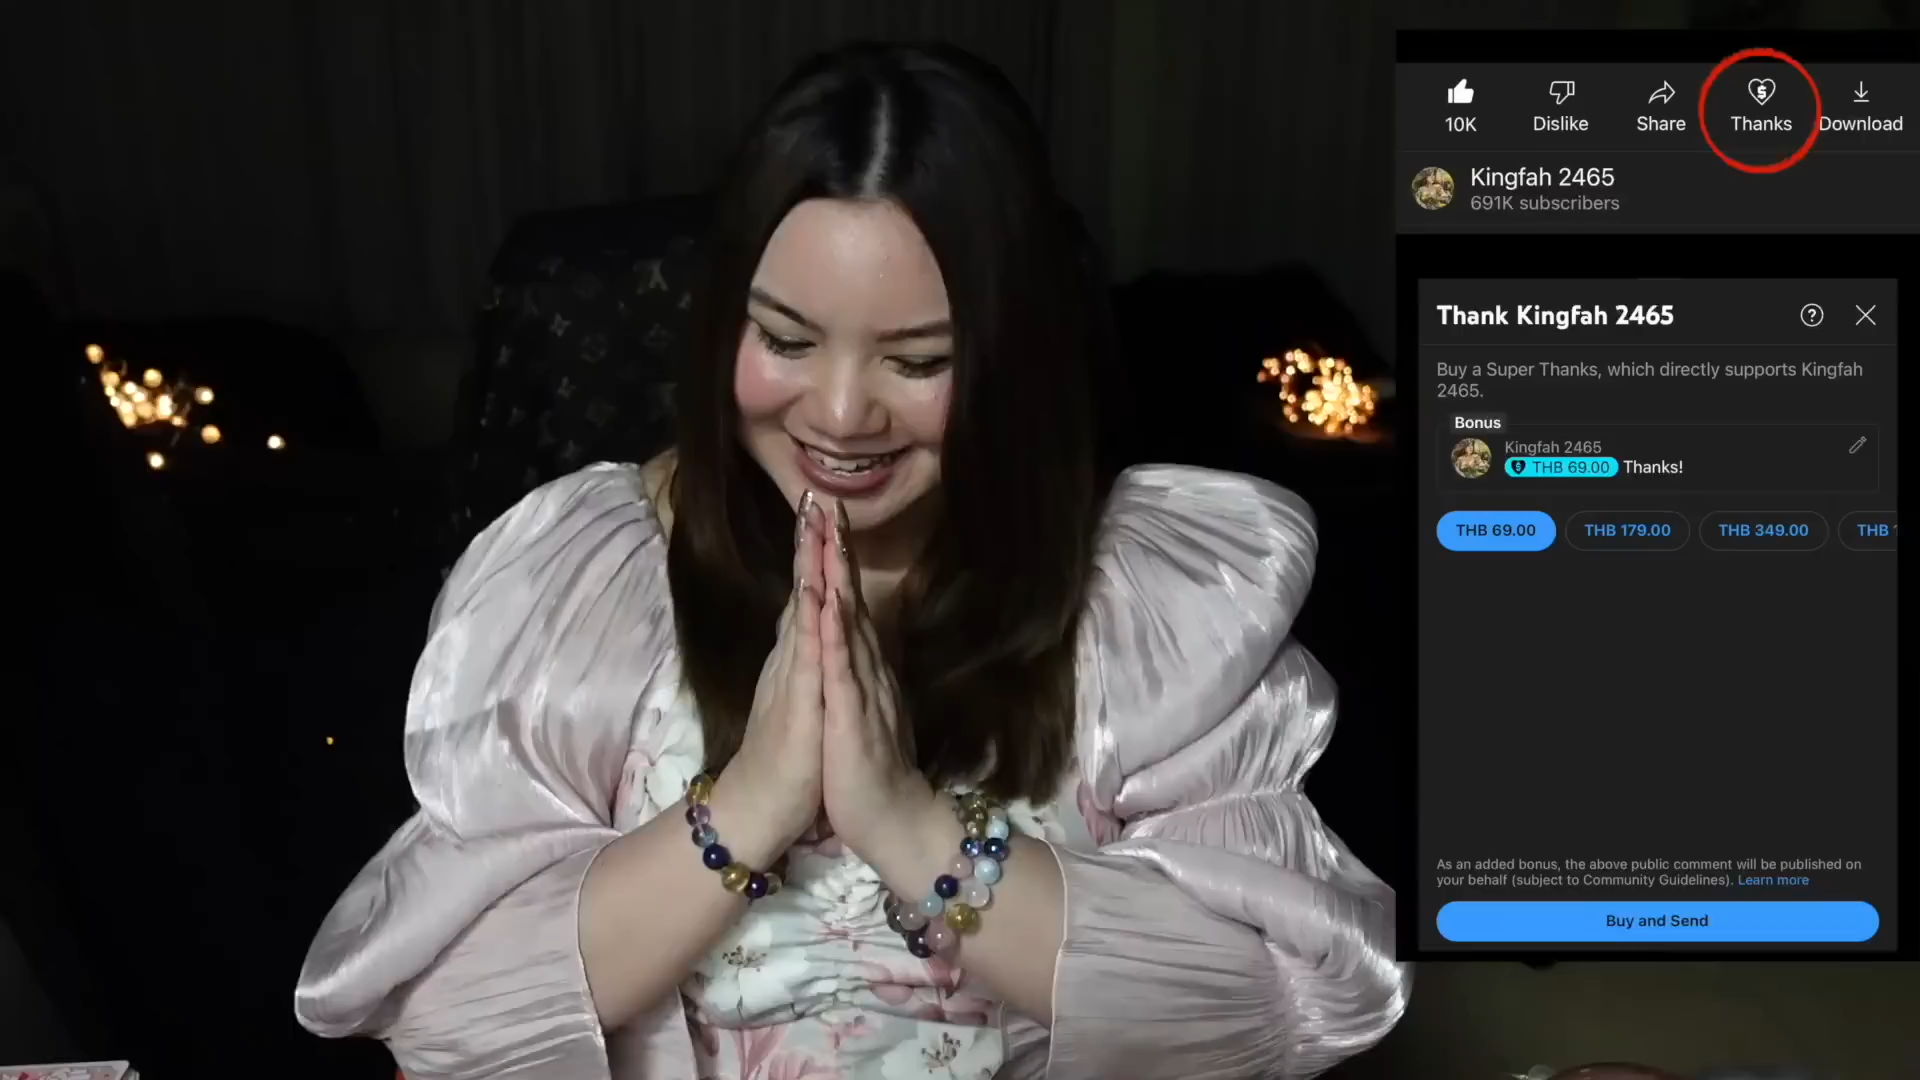 10K
Dislike
Share
Thanks
Download
Kingfah 2465
691K subscribers
Thank Kingfah 2465
Buy a Super Thanks, which directly supports Kingfah
2465.
Bonus
Kingfah 2465
THB 69.00 Thanks!
THB 69.00
THB 179.00
THB 349.00
THB 1
As an added bonus, the above public comment will be published on
your behalf (subject to Community Guidelines). Learn more
Buy and Send